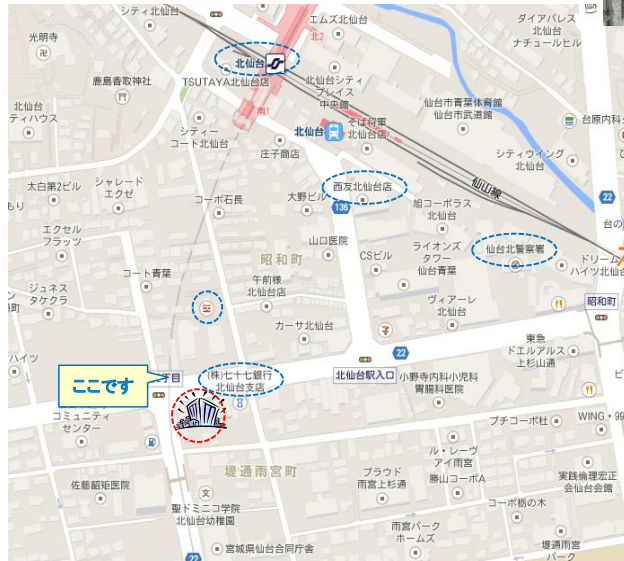 シティ北仙台
光明寺
エムズ北仙台
北2
ダイアパレス
北仙台
ナチュールヒル
北仙台
TSUTAYA北仙台店
鹿島香取神社
北仙台シティ
プレイス
中央館
仙台市青葉体育館
仙台市武道館
北仙台
ティハウス
シティー
コート北仙台
南1
北仙台
そば将軍
北仙台店
台原内科
庄子商店
シティウイング
北仙台
仙山線
太白第2ビル
シャレード
エクゼ
コーポ石長
大野ビル
西友北仙台店
136
旭コーポラス
北仙台
22
エクセル
フラッツ
山口医院
CSビル
ライオンズ
タワー
仙台青葉
仙台北警察署
ドリーム
ハイツ北仙台
昭和町
コート青葉
午前様
北仙台店
ジュネス
タケクラ
ヴィアーレ
北仙台
昭和町
カーサ北仙台
東急
ドエルアルス
上杉山通
22
ハイツ
ここです
丁目
(株)七十七銀行
北仙台支店
北仙台駅入口
小野寺内科小児科
胃腸科医院
コミュニティ
センター
プチコーポ杜
WING・99
堤通雨宮町
ル・レーヴ
アイ雨宮
佐藤韶矩医院
プラウド
雨宮上杉通
勝山コーポA
実践倫理宏正
会仙台会館
聖ドミニコ学院
北仙台幼稚園
コーポ栃の木
雨宮パーク
ホームズ
22
宮城県仙台合同庁舎
堤通雨宮
パーク